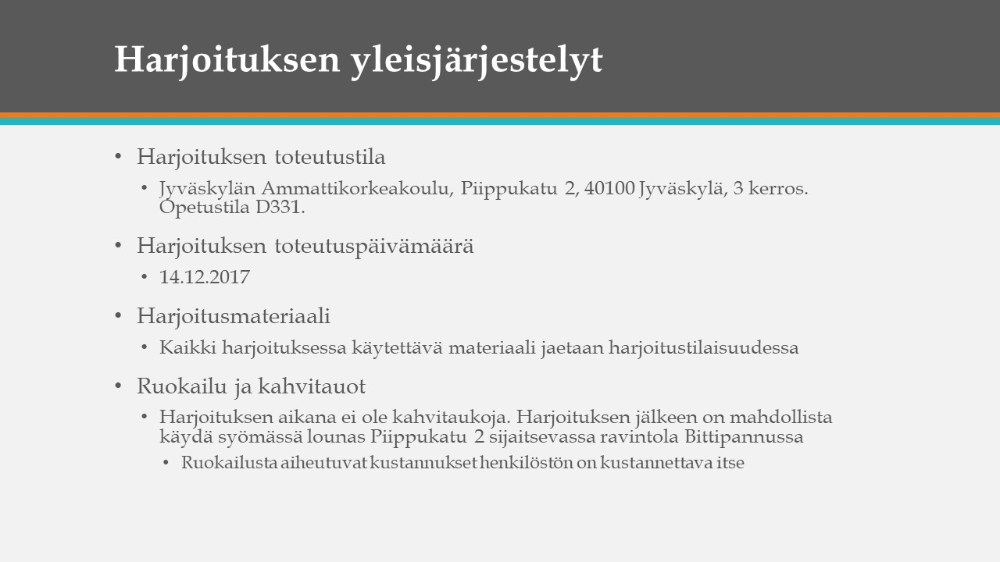 Harjoituksen yleisjärjestelyt
• Harjoituksen toteutustila
• Jyväskylän Ammattikorkeakoulu, Piippukatu 2, 40100 Jyväskylä, 3 kerros.
Opetustila D331.
• Harjoituksen toteutuspäivämäärä
• 14.12.2017
• Harjoitusmateriaali
• Kaikki harjoituksessa käytettävä materiaali jaetaan harjoitustilaisuudessa
• Ruokailu ja kahvitauot
• Harjoituksen aikana ei ole kahvitaukoja. Harjoituksen jälkeen on mahdollista
käydä syömässä lounas Piippukatu 2 sijaitsevassa ravintola Bittipannussa
• Ruokailusta aiheutuvat kustannukset henkilöstön on kustannettava itse